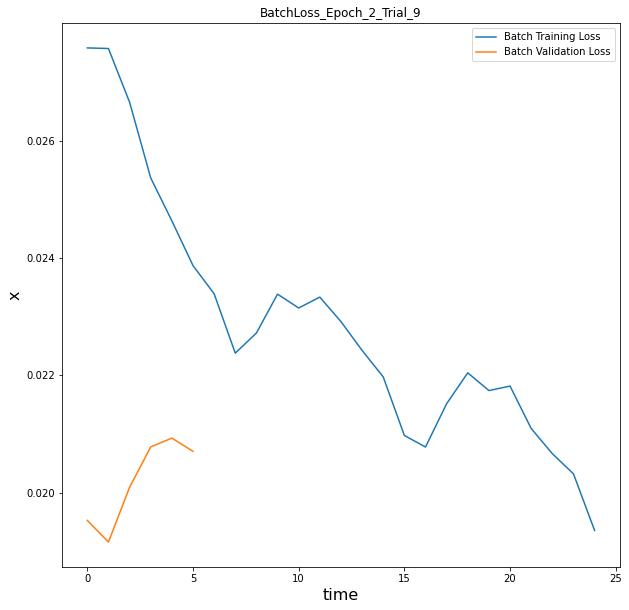 BatchLoss_Epoch_2_Trial_9
Batch Training Loss
Batch Validation Loss
0.026
0.024
0.022
0.020
x
0 5 10 15 20 25
time